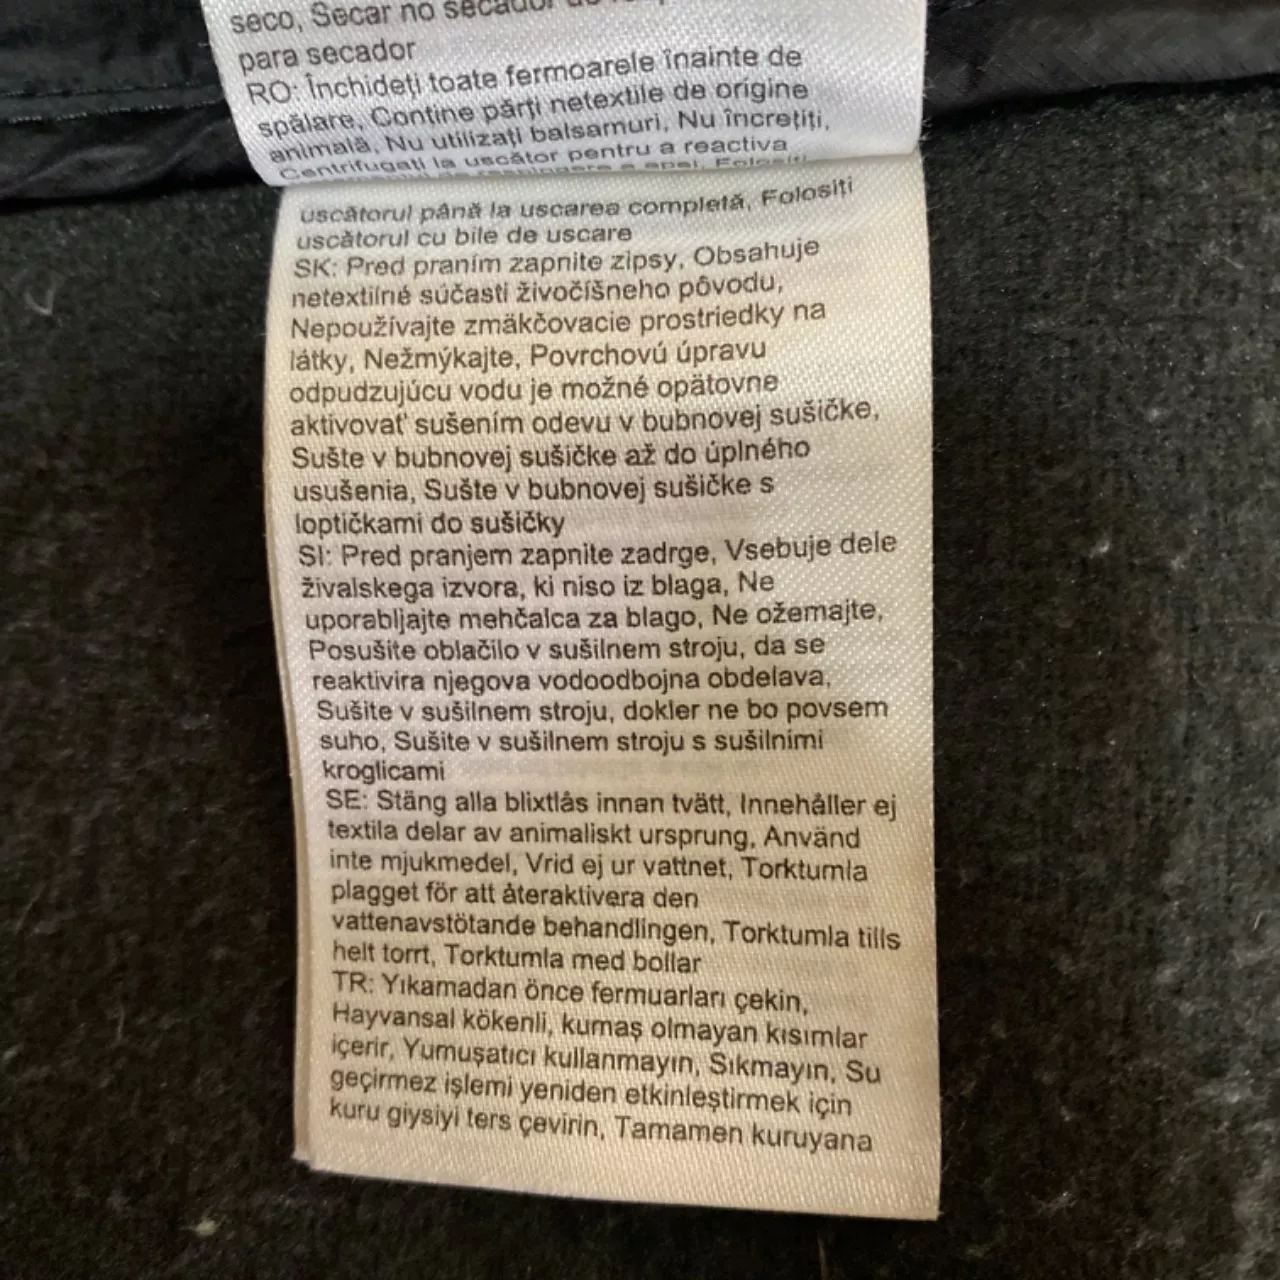 seco, Secar no secador
para secador
RO: Închideți toate fermoarele înainte de
spălare, Conține părți netextile de origine
animală, Nu utilizați balsamuri, Nu încrețiți,
Centrifugați la uscător pentru a reactiva
respingere a apei, Folosiți
uscătorul până la uscarea completă, Folosiți
uscătorul cu bile de uscare
SK: Pred praním zapnite zipsy, Obsahuje
netextilné súčasti živočíšneho pôvodu,
Nepoužívajte zmäkčovacie prostriedky na
látky, Nežmýkajte, Povrchovú úpravu
odpudzujúcu vodu je možné opätovne
aktivovať sušením odevu v bubnovej sušičke,
Sušte v bubnovej sušičke až do úplného
usušenia, Sušte v bubnovej sušičke s
loptičkami do sušičky
SI: Pred pranjem zapnite zadrge, Vsebuje dele
živalskega izvora, ki niso iz blaga, Ne
uporabljajte mehčalca za blago, Ne ožemajte,
Posušite oblačilo v sušilnem stroju, da se
reaktivira njegova vodoodbojna obdelava,
Sušite v sušilnem stroju, dokler ne bo povsem
suho, Sušite v sušilnem stroju s sušilnimi
kroglicami
SE: Stäng alla blixtlås innan tvätt, Innehåller ej
textila delar av animaliskt ursprung, Använd
inte mjukmedel, Vrid ej ur vattnet, Torktumla
plagget för att återaktivera den
vattenavstötande behandlingen, Torktumla tills
helt torrt, Torktumla med bollar
TR: Yıkamadan önce fermuarları çekin,
Hayvansal kökenli, kumaş olmayan kısımlar
içerir, Yumuşatıcı kullanmayın, Sıkmayın, Su
geçirmez işlemi yeniden etkinleştirmek için
kuru giysiyi ters çevirin, Tamamen kuruyana